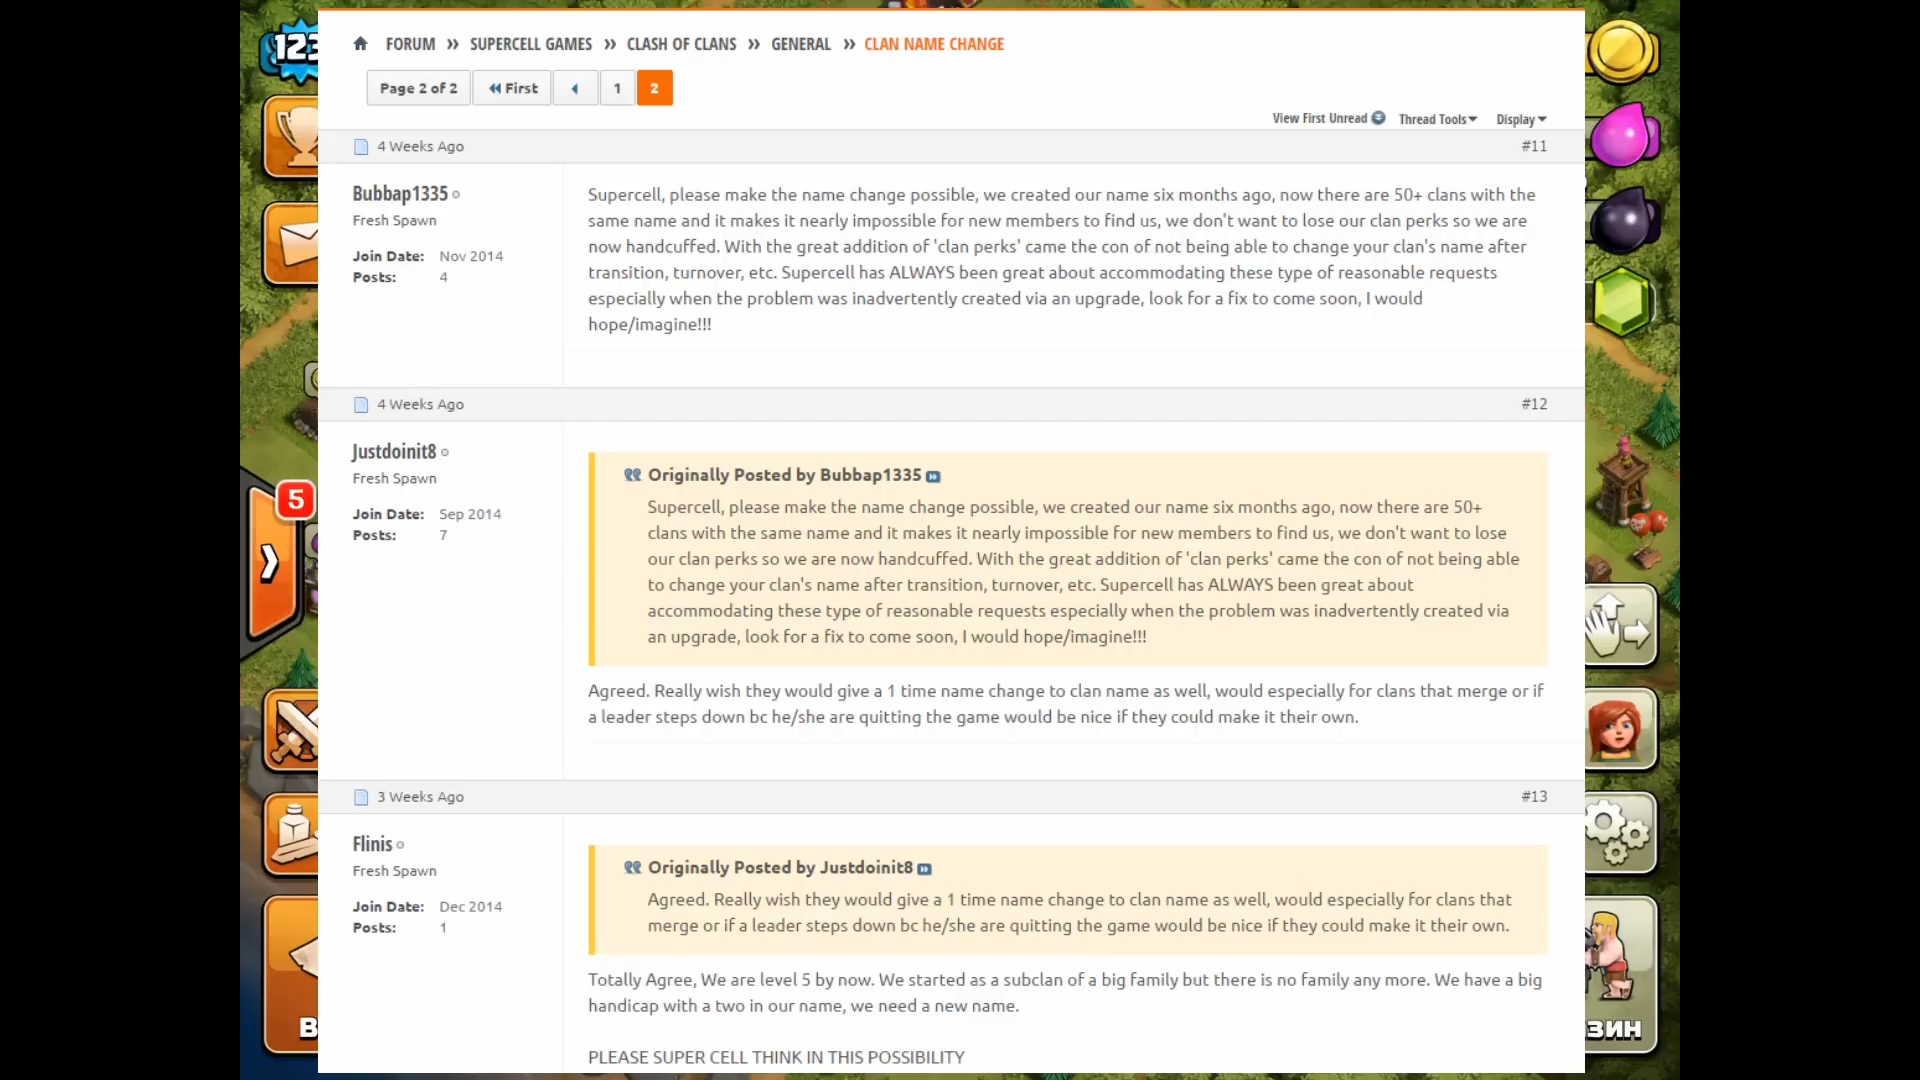 FORUM » SUPERCELL GAMES » CLASH OF CLANS » GENERAL » CLAN NAME CHANGE
Page 2 of 2 First 1 2
View First Unread Thread Tools Display
4 Weeks Ago #11
Bubbap1335
Fresh Spawn
Join Date: Nov 2014
Posts: 4
Supercell, please make the name change possible, we created our name six months ago, now there are 50+ clans with the
same name and it makes it nearly impossible for new members to find us, we don't want to lose our clan perks so we are
now handcuffed. With the great addition of 'clan perks' came the con of not being able to change your clan's name after
transition, turnover, etc. Supercell has ALWAYS been great about accommodating these type of reasonable requests
especially when the problem was inadvertently created via an upgrade, look for a fix to come soon, I would
hope/imagine!!!
4 Weeks Ago #12
Justdoinit8
Fresh Spawn
Join Date: Sep 2014
Posts: 7
Originally Posted by Bubbap1335
Supercell, please make the name change possible, we created our name six months ago, now there are 50+
clans with the same name and it makes it nearly impossible for new members to find us, we don't want to lose
our clan perks so we are now handcuffed. With the great addition of 'clan perks' came the con of not being able
to change your clan's name after transition, turnover, etc. Supercell has ALWAYS been great about
accommodating these type of reasonable requests especially when the problem was inadvertently created via
an upgrade, look for a fix to come soon, I would hope/imagine!!!
Agreed. Really wish they would give a 1 time name change to clan name as well, would especially for clans that merge or if
a leader steps down bc he/she are quitting the game would be nice if they could make it their own.
3 Weeks Ago #13
Flinis
Fresh Spawn
Join Date: Dec 2014
Posts: 1
Originally Posted by Justdoinit8
Agreed. Really wish they would give a 1 time name change to clan name as well, would especially for clans that
merge or if a leader steps down bc he/she are quitting the game would be nice if they could make it their own.
Totally Agree, We are level 5 by now. We started as a subclan of a big family but there is no family any more. We have a big
handicap with a two in our name, we need a new name.
PLEASE SUPER CELL THINK IN THIS POSSIBILITY
123
5
В
ЗИН